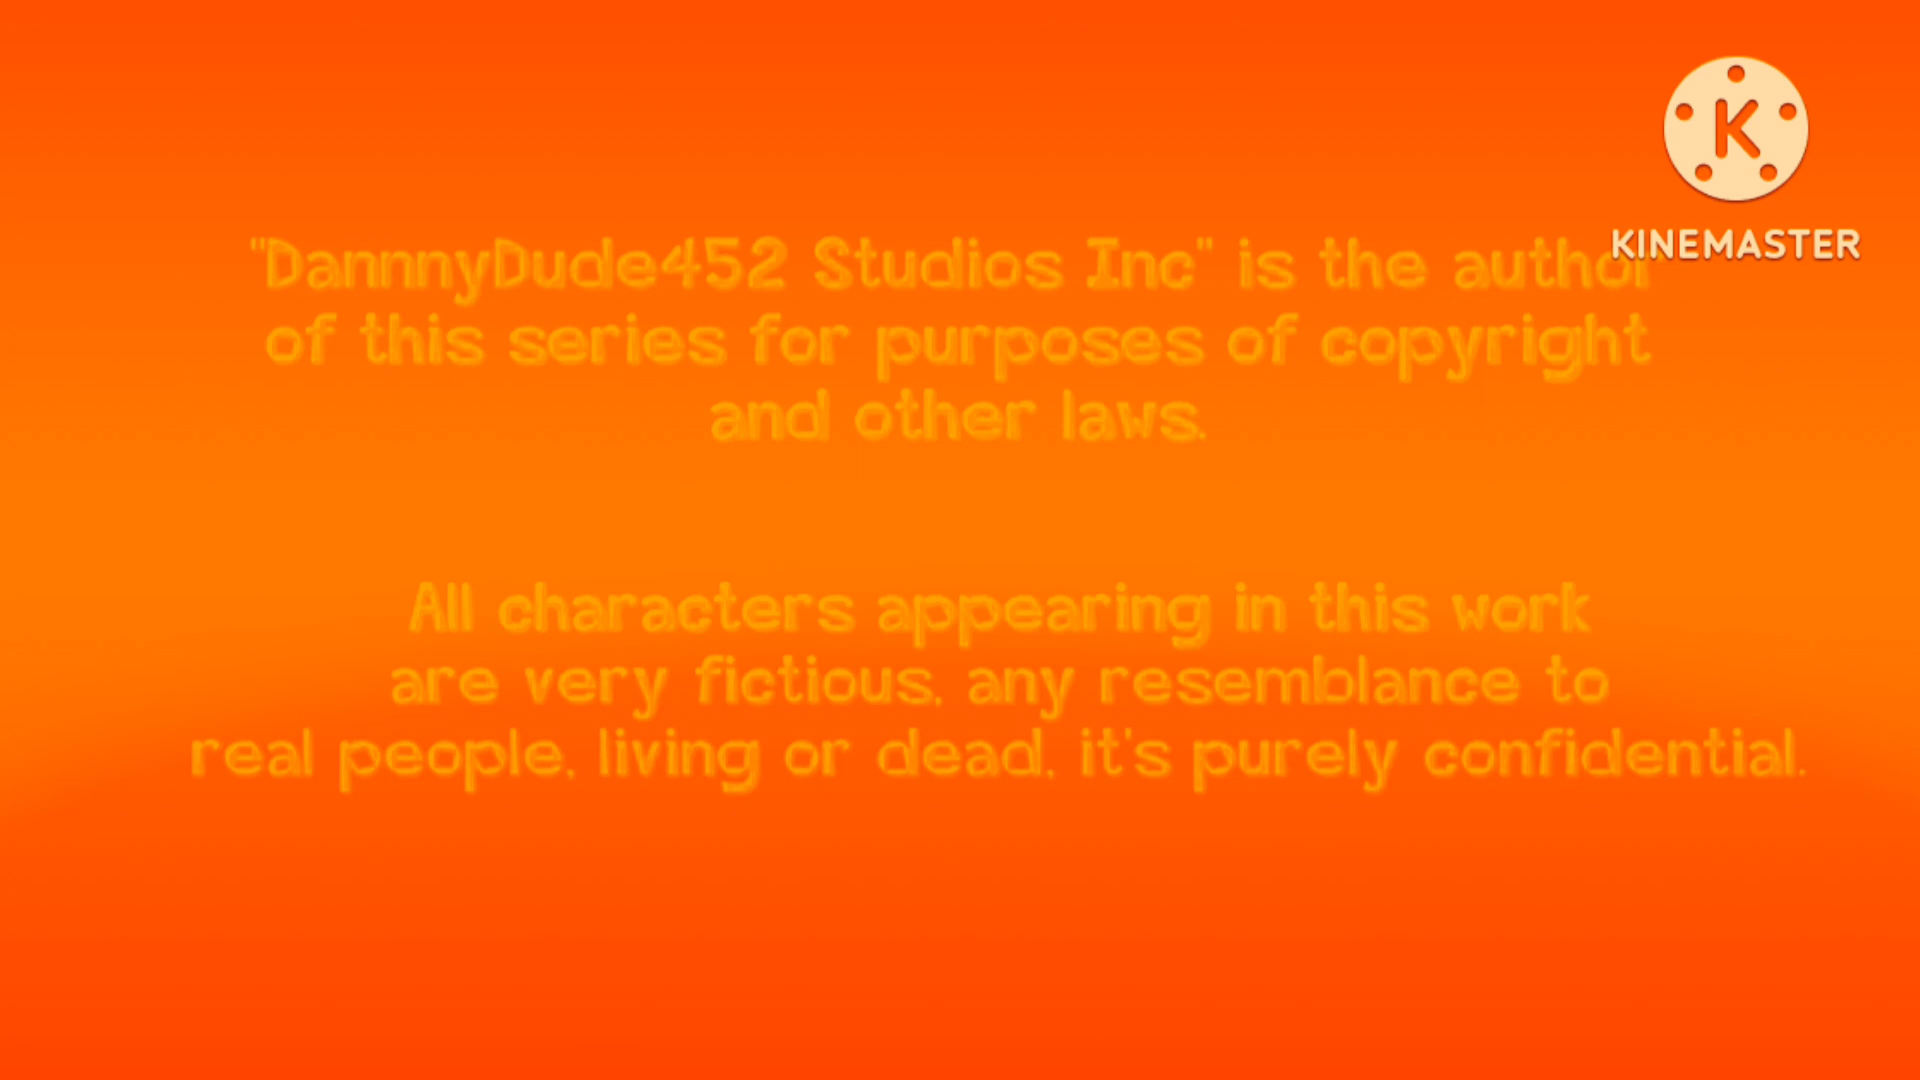 K
KINEMASTER
"DannnyDude452 Studios Inc" is the author
of this series for purposes of copyright
and other laws.
All characters appearing in this work
are very fictious, any resemblance to
real people, living or dead, it's purely confidential.